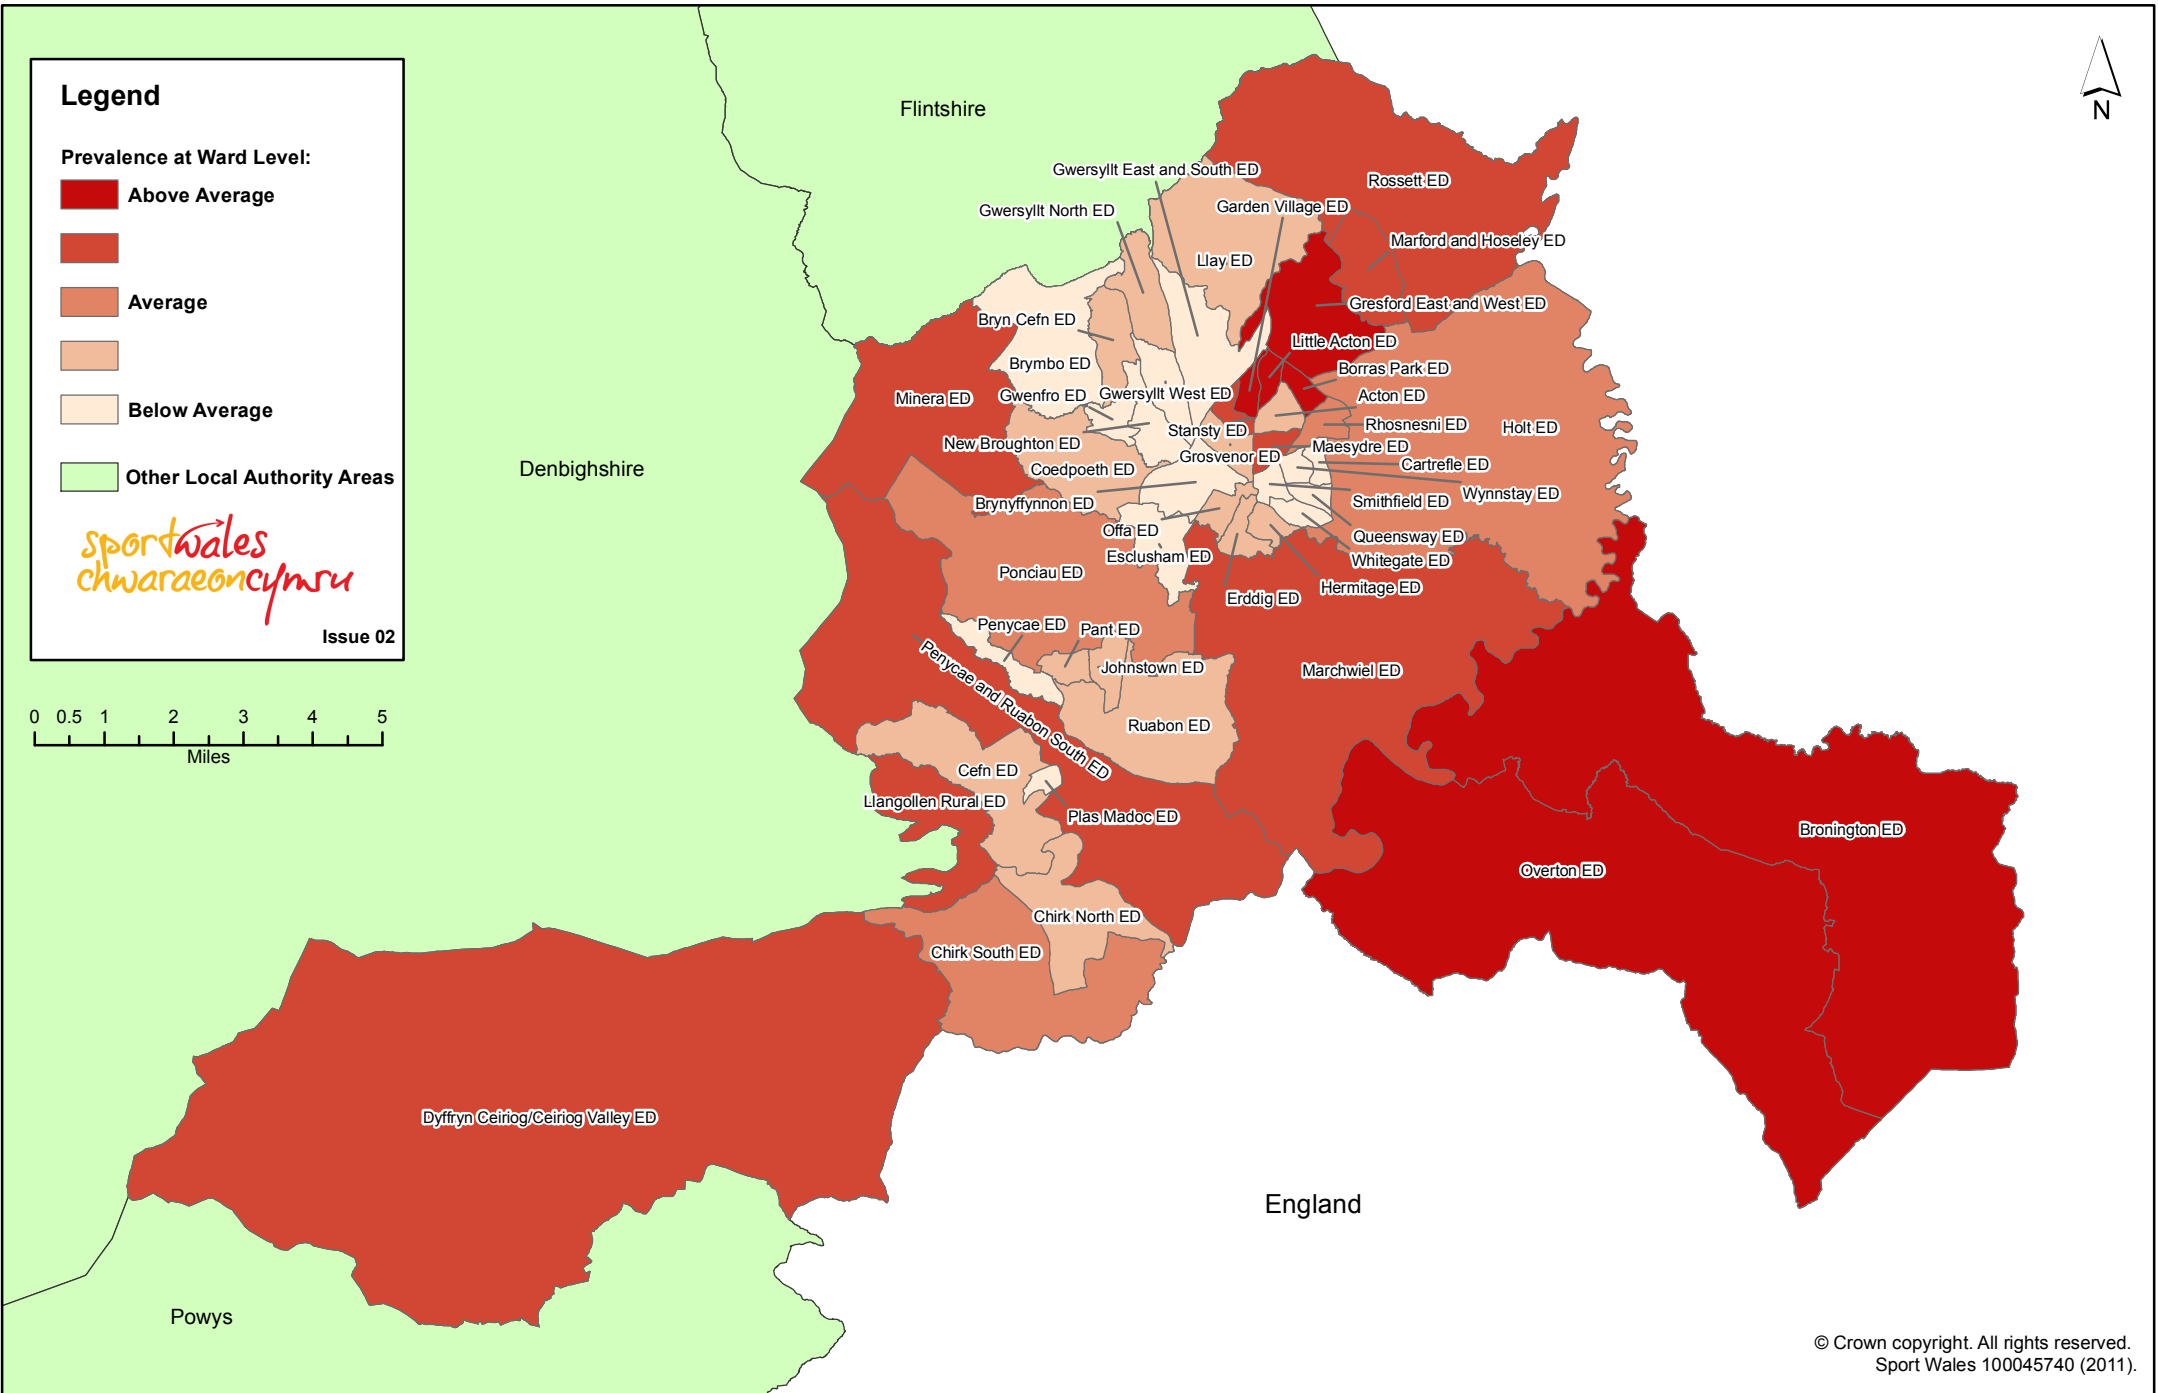 Legend
Prevalence at Ward Level:
Above Average
Average
Below Average
Other Local Authority Areas
sportwales
chwaraeoncymru
Issue 02
0 0.5 1 2 3 4 5
Miles
N
Flintshire
Denbighshire
Powys
England
Gwersyllt East and South ED
Rossett ED
Garden Village ED
Gwersyllt North ED
Marford and Hoseley ED
Llay ED
Gresford East and West ED
Bryn Cefn ED
Little Acton ED
Brymbo ED
Borras Park ED
Gwenfro ED
Gwersyllt West ED
Acton ED
Minera ED
Rhosnesni ED
Holt ED
Stansty ED
New Broughton ED
Maesydre ED
Grosvenor ED
Cartrefle ED
Coedpoeth ED
Wynnstay ED
Brynyffynnon ED
Smithfield ED
Offa ED
Queensway ED
Esclusham ED
Whitegate ED
Ponciau ED
Hermitage ED
Erddig ED
Penycae ED
Pant ED
Johnstown ED
Marchwiel ED
Penycae and Ruabon South ED
Ruabon ED
Cefn ED
Llangollen Rural ED
Plas Madoc ED
Bronington ED
Overton ED
Chirk North ED
Chirk South ED
Dyffryn Ceiriog/Ceiriog Valley ED
© Crown copyright. All rights reserved.
Sport Wales 100045740 (2011).